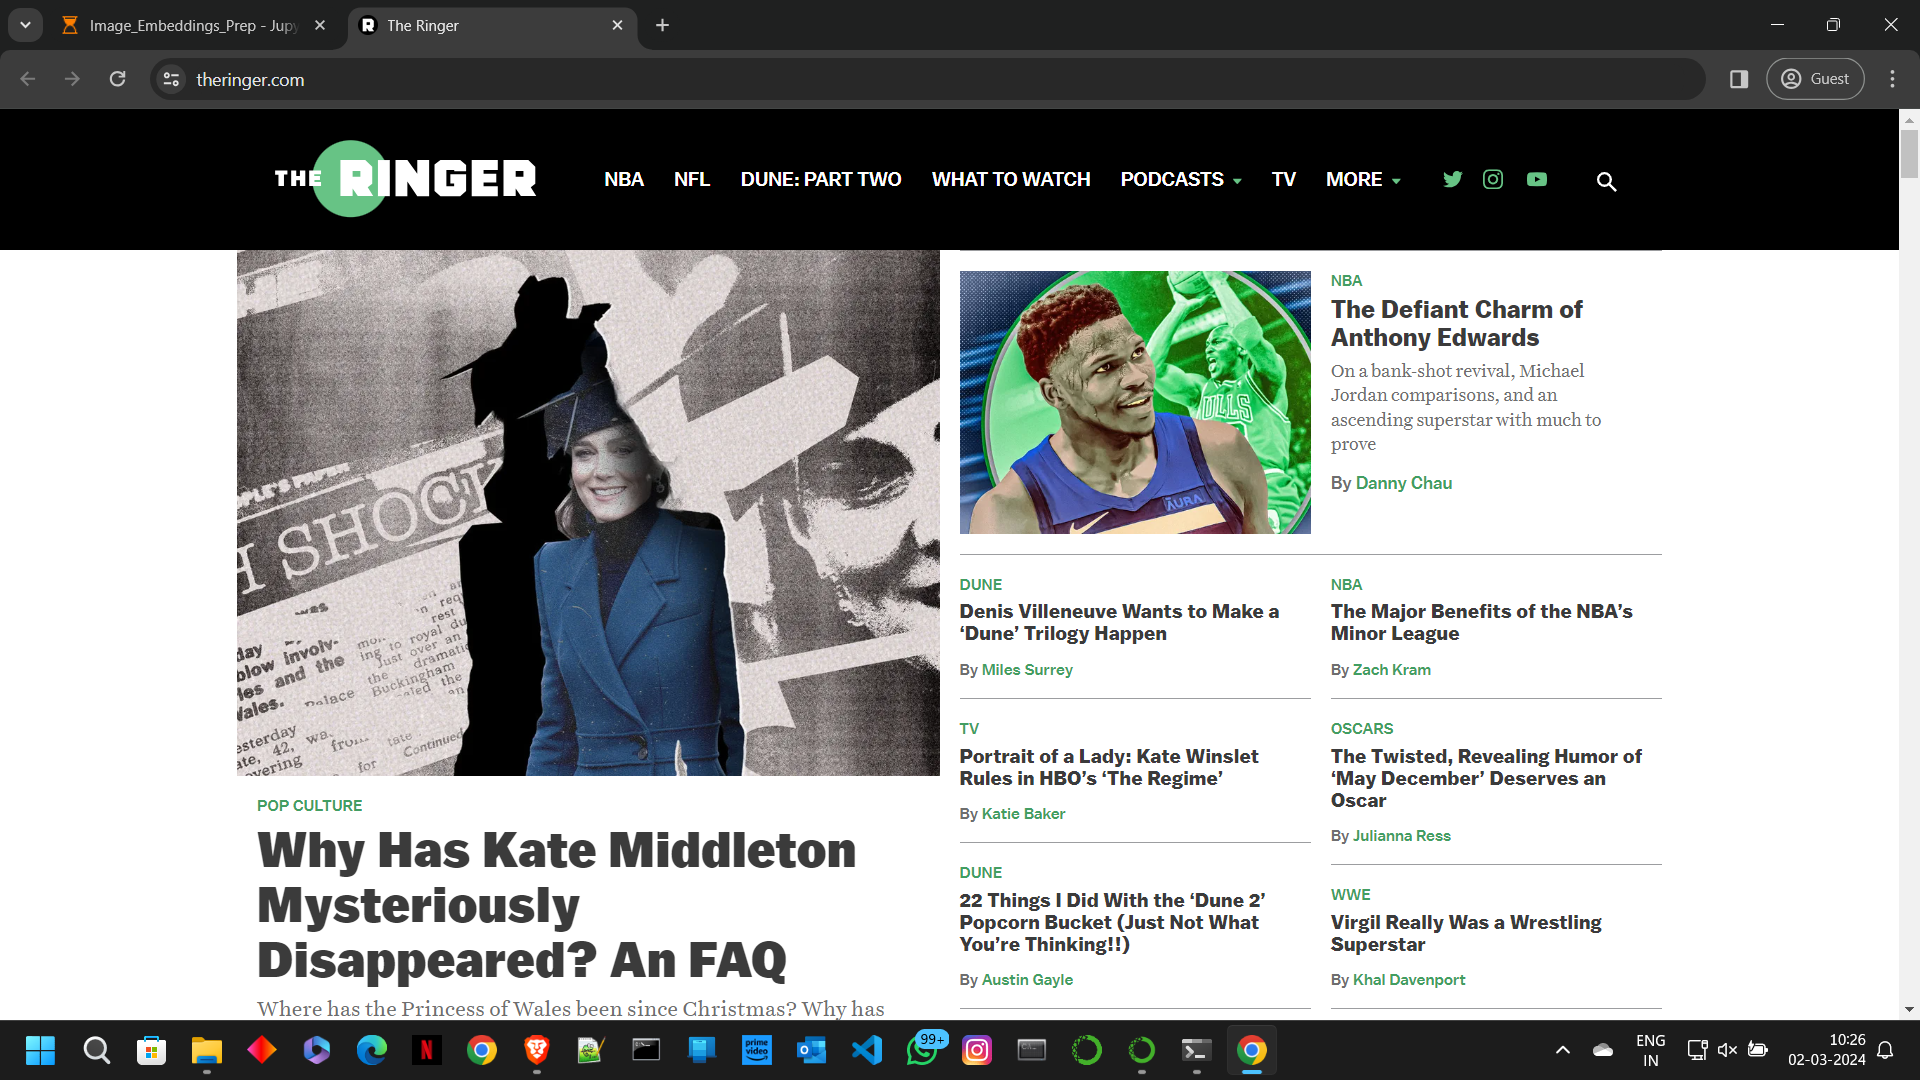 Image_Embeddings_Prep - Jupy
The Ringer
theringer.com
Guest
THE RINGER
NBA
NFL
DUNE: PART TWO
WHAT TO WATCH
PODCASTS
TV
MORE
SHOCK
Continued
Buckingham
POP CULTURE
Why Has Kate Middleton
Mysteriously
Disappeared? An FAQ
Where has the Princess of Wales been since Christmas? Why has
AURA
NBA
The Defiant Charm of
Anthony Edwards
On a bank-shot revival, Michael
Jordan comparisons, and an
ascending superstar with much to
prove
By Danny Chau
DUNE
Denis Villeneuve Wants to Make a
‘Dune’ Trilogy Happen
By Miles Surrey
TV
Portrait of a Lady: Kate Winslet
Rules in HBO’s ‘The Regime’
By Katie Baker
DUNE
22 Things I Did With the ‘Dune 2’
Popcorn Bucket (Just Not What
You’re Thinking!!)
By Austin Gayle
NBA
The Major Benefits of the NBA’s
Minor League
By Zach Kram
OSCARS
The Twisted, Revealing Humor of
‘May December’ Deserves an
Oscar
By Julianna Ress
WWE
Virgil Really Was a Wrestling
Superstar
By Khal Davenport
prime
video
99+
ENG
IN
10:26
02-03-2024